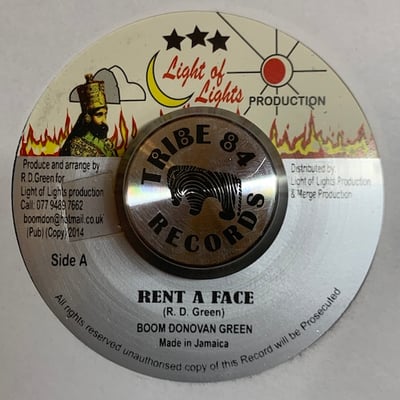 Light of
Lights
PRODUCTION
TRIBE 84
RECORDS
Produce and arrange by
R.D.Green for
Light of Lights production
Call: 077 9489 7662
boomdon@hotmail.co.uk
(Pub) (Copy) 2014
Distributed by
Light of Lights Production
& Merge Production
Side A
RENT A FACE
(R. D. Green)
BOOM DONOVAN GREEN
Made in Jamaica
All rights reserved unauthorised copy of this Record will be Prosecuted